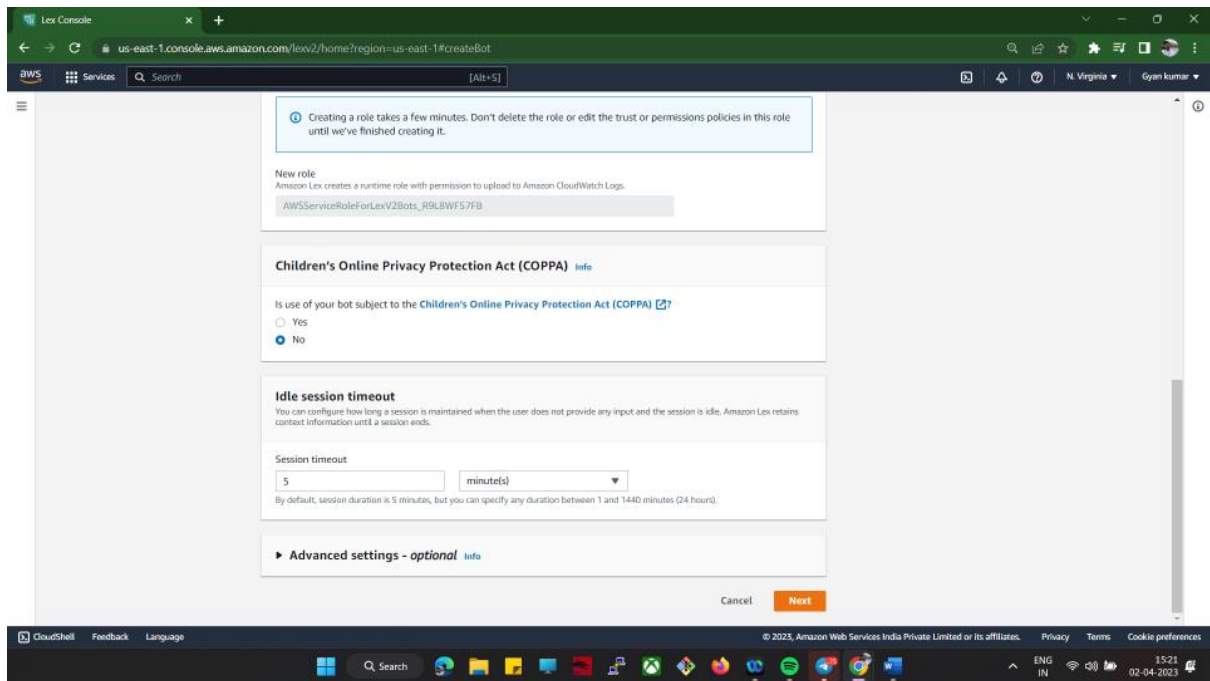 Lex Console
us-east-1.console.aws.amazon.com/lexv2/home?region=us-east-1#createBot
aws Services Search [Alt+S] N. Virginia Gyan kumar
Creating a role takes a few minutes. Don't delete the role or edit the trust or permissions policies in this role
until we've finished creating it.
New role
Amazon Lex creates a runtime role with permission to upload to Amazon CloudWatch Logs.
AWSServiceRoleForLexV2Bots_R9L8WFS7FB
Children's Online Privacy Protection Act (COPPA) Info
Is use of your bot subject to the Children's Online Privacy Protection Act (COPPA) ?
Yes
No
Idle session timeout
You can configure how long a session is maintained when the user does not provide any input and the session is idle. Amazon Lex retains
context information until a session ends.
Session timeout
5 minute(s)
By default, session duration is 5 minutes, but you can specify any duration between 1 and 1440 minutes (24 hours).
Advanced settings - optional Info
Cancel Next
CloudShell Feedback Language © 2023, Amazon Web Services India Private Limited or its affiliates. Privacy Terms Cookie preferences
Search ENG 15:21
IN 02-04-2023